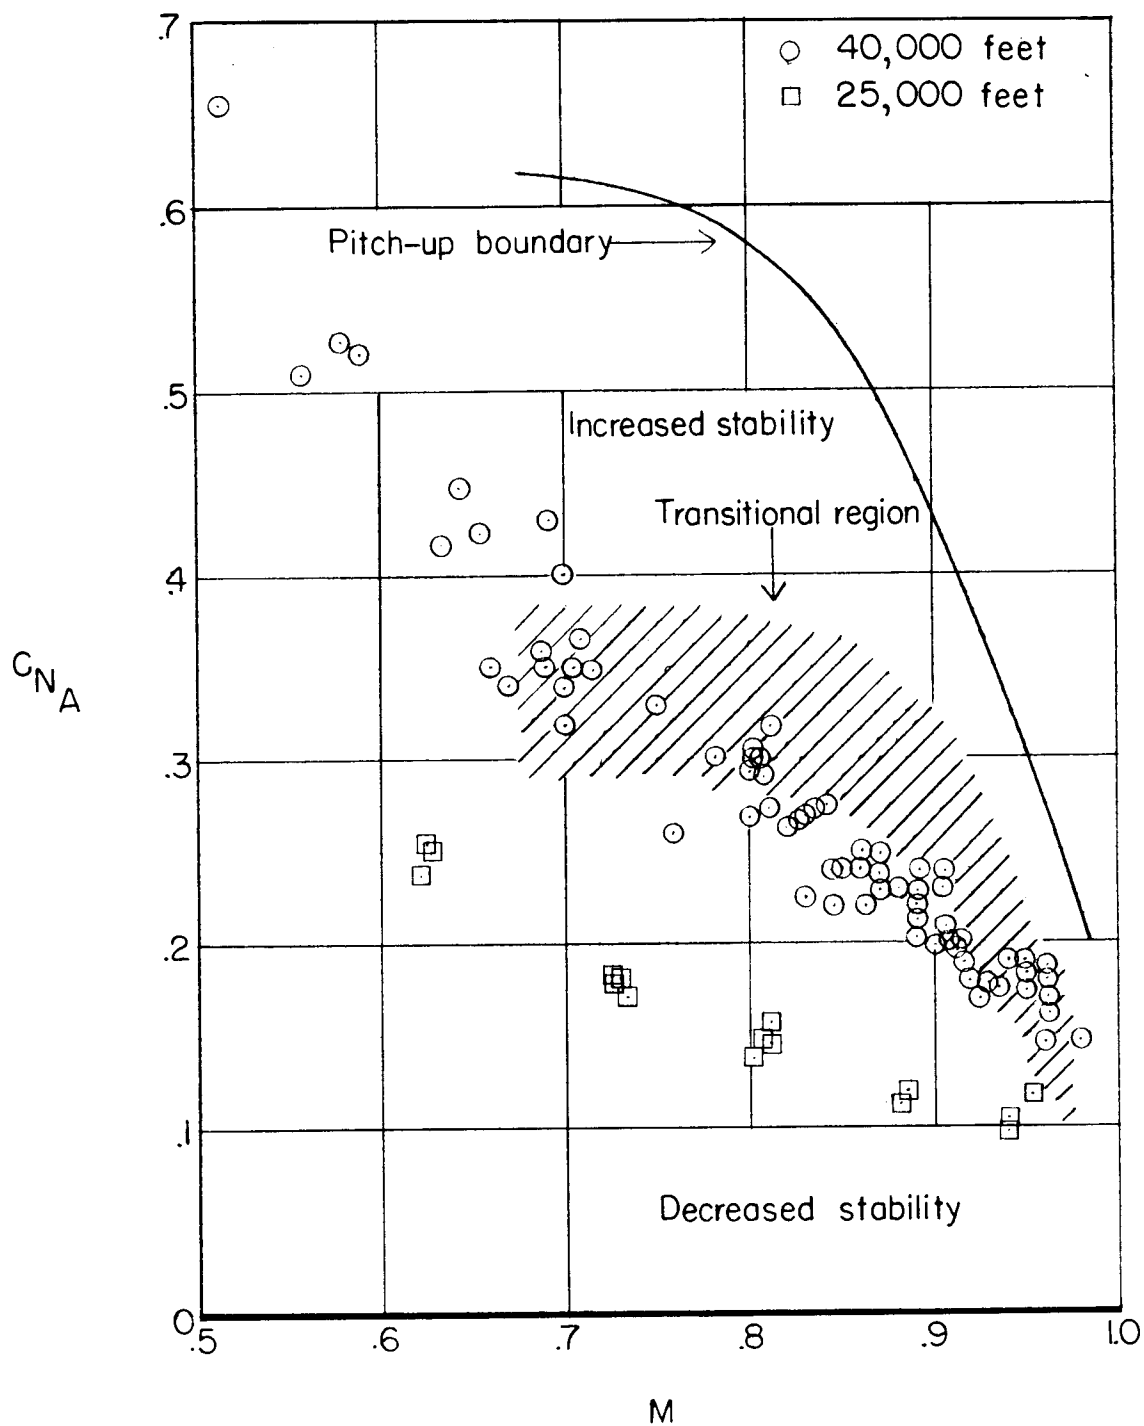 .7
40,000 feet
25,000 feet
.6
Pitch-up boundary
.5
Increased stability
Transitional region
.4
CNA
.3
.2
.1
Decreased stability
0
.5 .6 .7 .8 .9 1.0
M